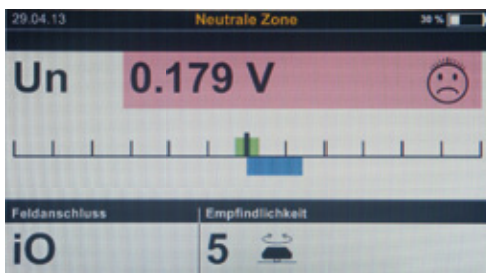 29.04.13 Neutrale Zone 30 %
Un 0.179 V
Feldanschluss Empfindlichkeit
iO 5